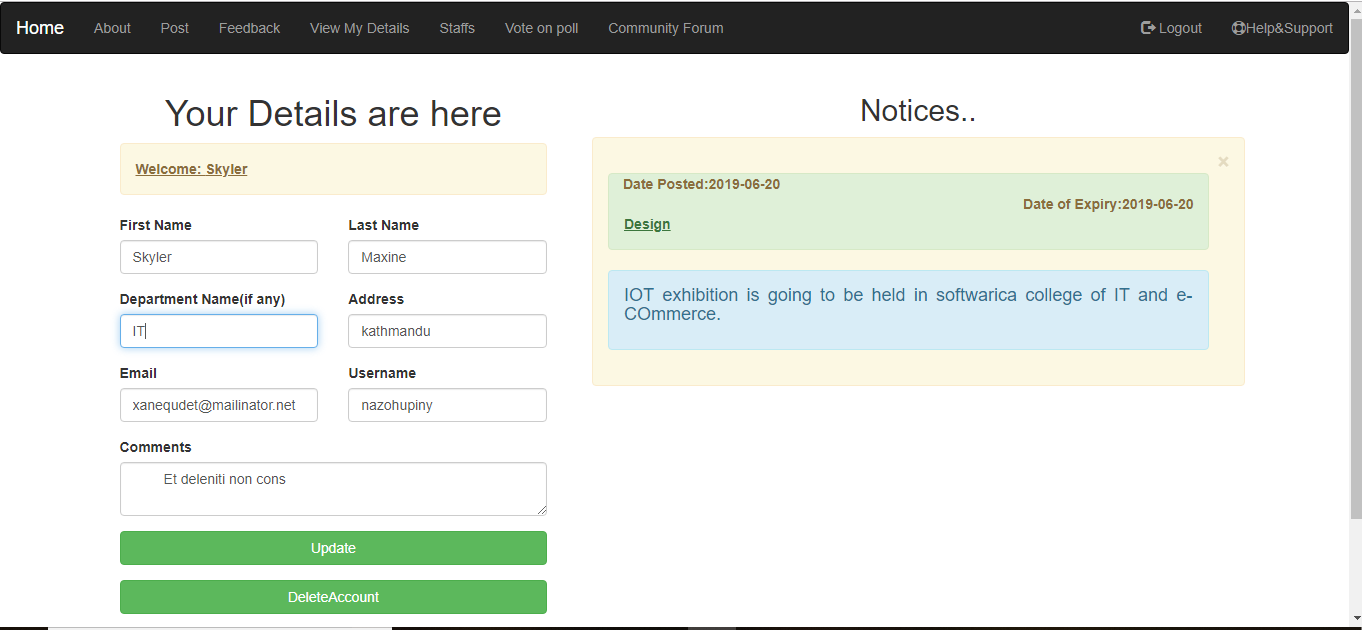 Home About Post Feedback View My Details Staffs Vote on poll Community Forum Logout Help&Support
Your Details are here
Welcome: Skyler
First Name Last Name
Skyler Maxine
Department Name(if any) Address
IT kathmandu
Email Username
xanequdet@mailinator.net nazohupiny
Comments
Et deleniti non cons
Update
DeleteAccount
Notices..
×
Date Posted:2019-06-20
Date of Expiry:2019-06-20
Design
IOT exhibition is going to be held in softwarica college of IT and e-
COmmerce.